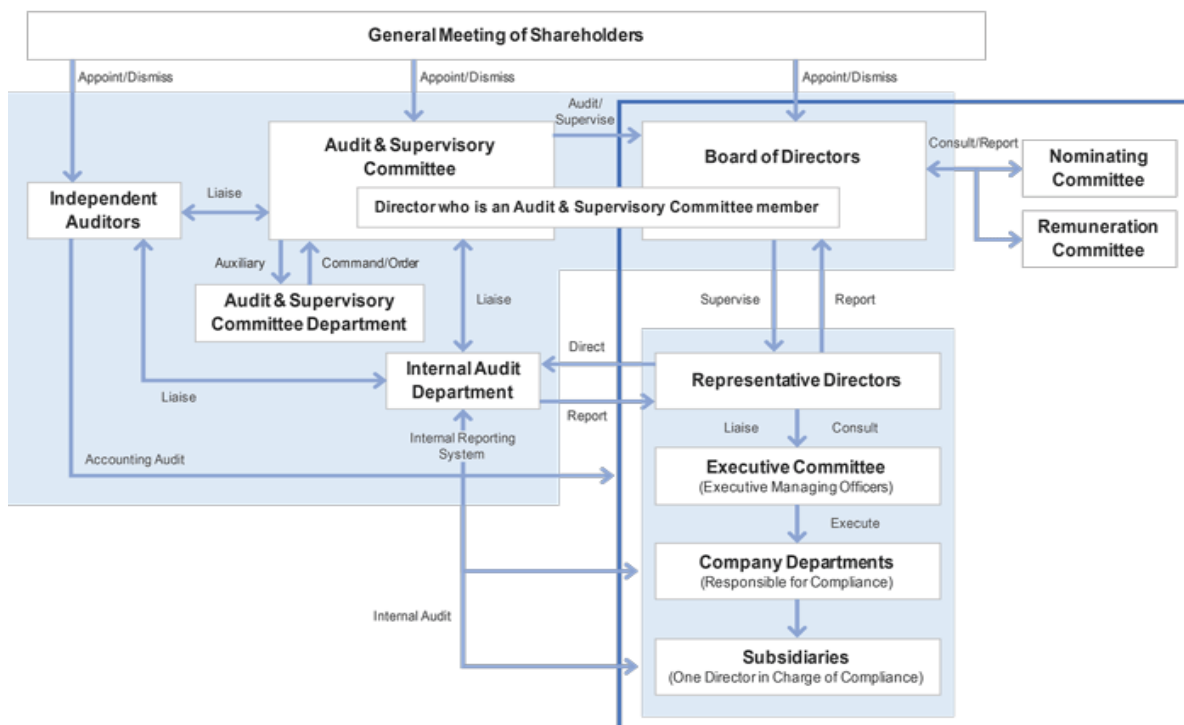 General Meeting of Shareholders
Appoint/Dismiss
Appoint/Dismiss
Appoint/Dismiss
Audit/
Supervise
Audit & Supervisory
Committee
Board of Directors
Consult/Report
Nominating
Committee
Independent
Auditors
Liaise
Director who is an Audit & Supervisory Committee member
Remuneration
Committee
Auxiliary
Command/Order
Liaise
Supervise
Report
Audit & Supervisory
Committee Department
Direct
Internal Audit
Department
Representative Directors
Liaise
Report
Internal Reporting
System
Liaise
Consult
Accounting Audit
Executive Committee
(Executive Managing Officers)
Execute
Company Departments
(Responsible for Compliance)
Internal Audit
Subsidiaries
(One Director in Charge of Compliance)